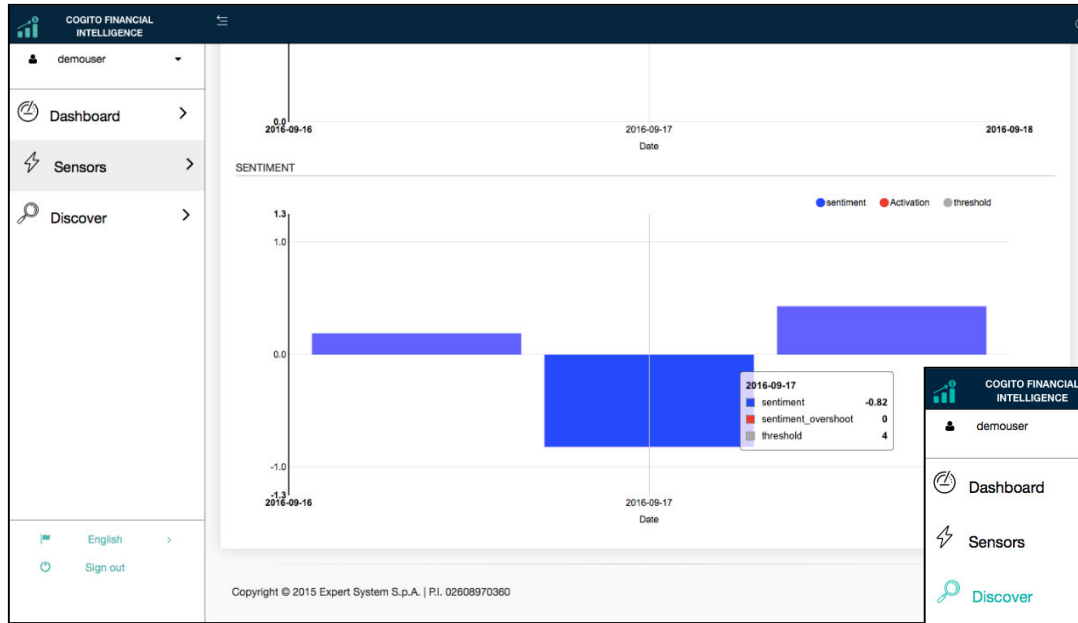 COGITO FINANCIAL
INTELLIGENCE
demouser
Dashboard
Sensors
Discover
English
Sign out
0.0
2016-09-16
2016-09-17
2016-09-18
Date
SENTIMENT
sentiment
Activation
threshold
1.3
1.0
0.0
-1.0
-1.3
2016-09-16
2016-09-17
Date
2016-09-17
sentiment -0.82
sentiment_overshoot 0
threshold 4
Copyright © 2015 Expert System S.p.A. | P.I. 02608970360
COGITO FINANCIAL
INTELLIGENCE
demouser
Dashboard
Sensors
Discover